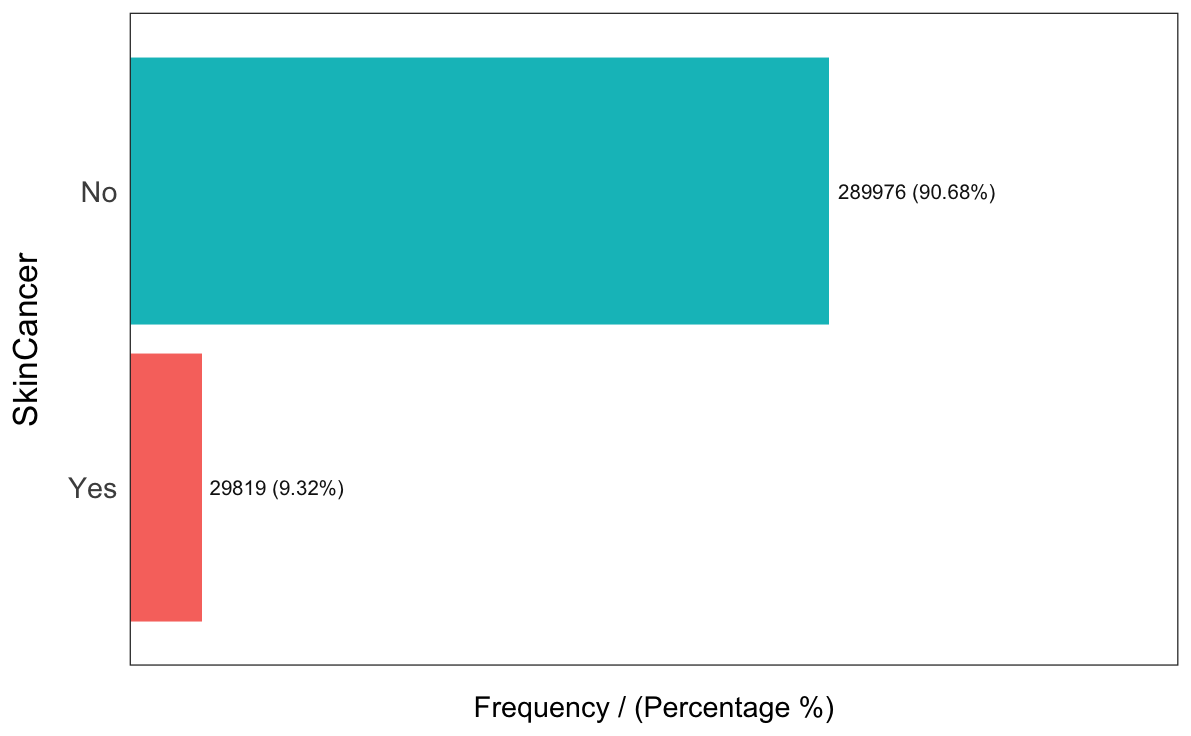 SkinCancer
No
289976 (90.68%)
Yes
29819 (9.32%)
Frequency / (Percentage %)